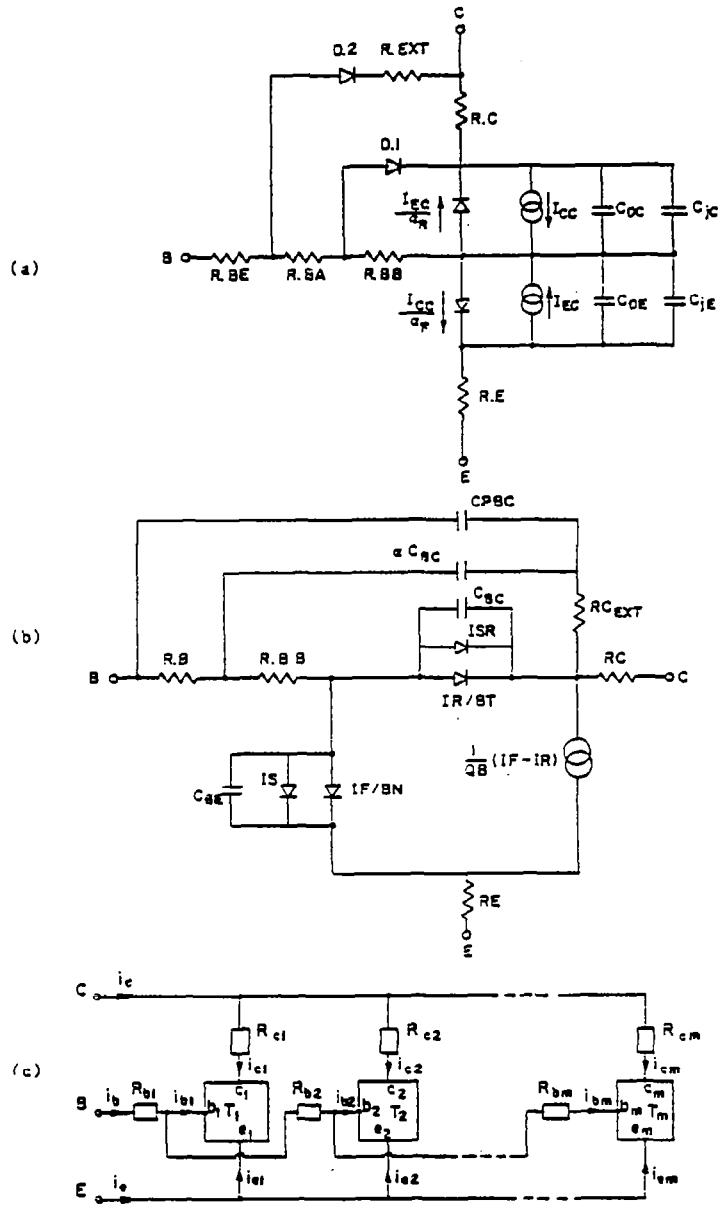 C
D.2 R.EXT
R.C
D.1
I_EC/α_R I_CC C_DC C_jC
(a)
B R.BE R.BA R.BB
I_CC/α_F I_EC C_DE C_jE
R.E
E
CPBC
α C_BC
C_BC RC_EXT
(b)
ISR
B R.B R.BB RC C
IR/BT
1/QB (IF-IR)
C_BE IS IF/BN
RE
E
C i_c
R_c1 R_c2 R_cm
(c)
i_c1 i_c2 i_cm
B i_b R_b1 i_b1 b_1 c_1 T_1 e_1 R_b2 i_b2 b_2 c_2 T_2 e_2 R_bm i_bm b_m c_m T_m e_m
E i_e i_e1 i_e2 i_em